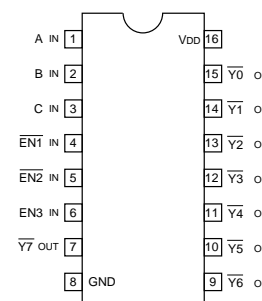 A IN 1 VDD 16
B IN 2 15 Y0 O
C IN 3 14 Y1 O
EN1 IN 4 13 Y2 O
EN2 IN 5 12 Y3 O
EN3 IN 6 11 Y4 O
Y7 OUT 7 10 Y5 O
8 GND 9 Y6 O